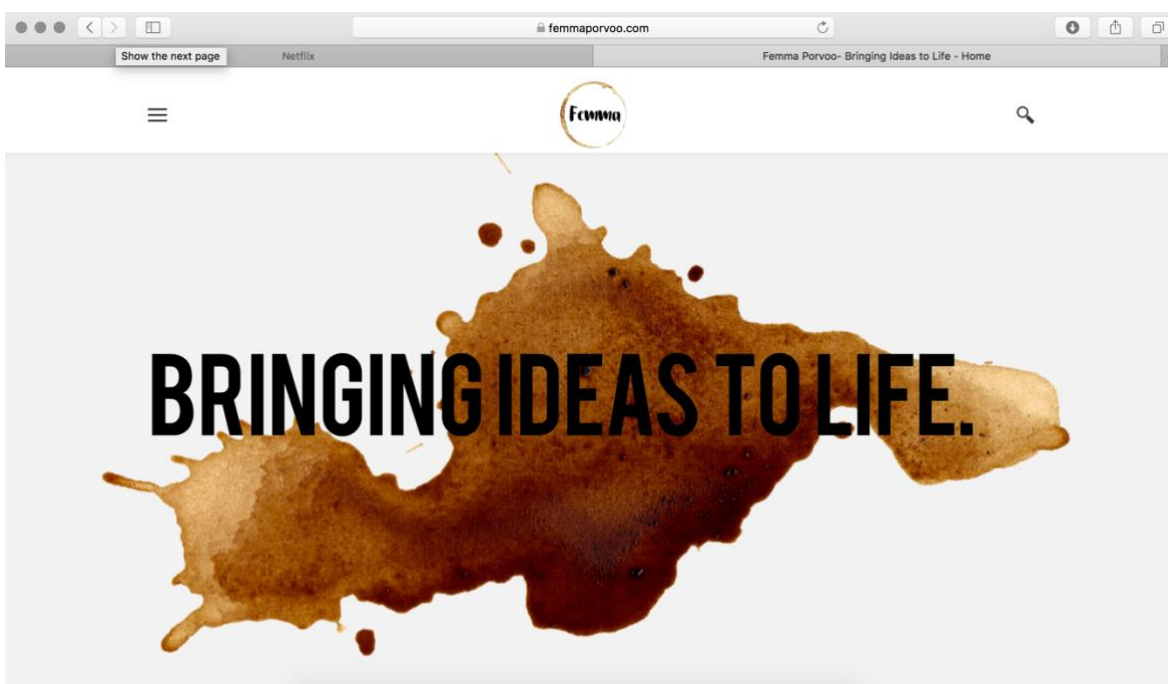 femmaporvoo.com
Show the next page
Netflix
Femma Porvoo- Bringing Ideas to Life - Home
Femma
BRINGING IDEAS TO LIFE.